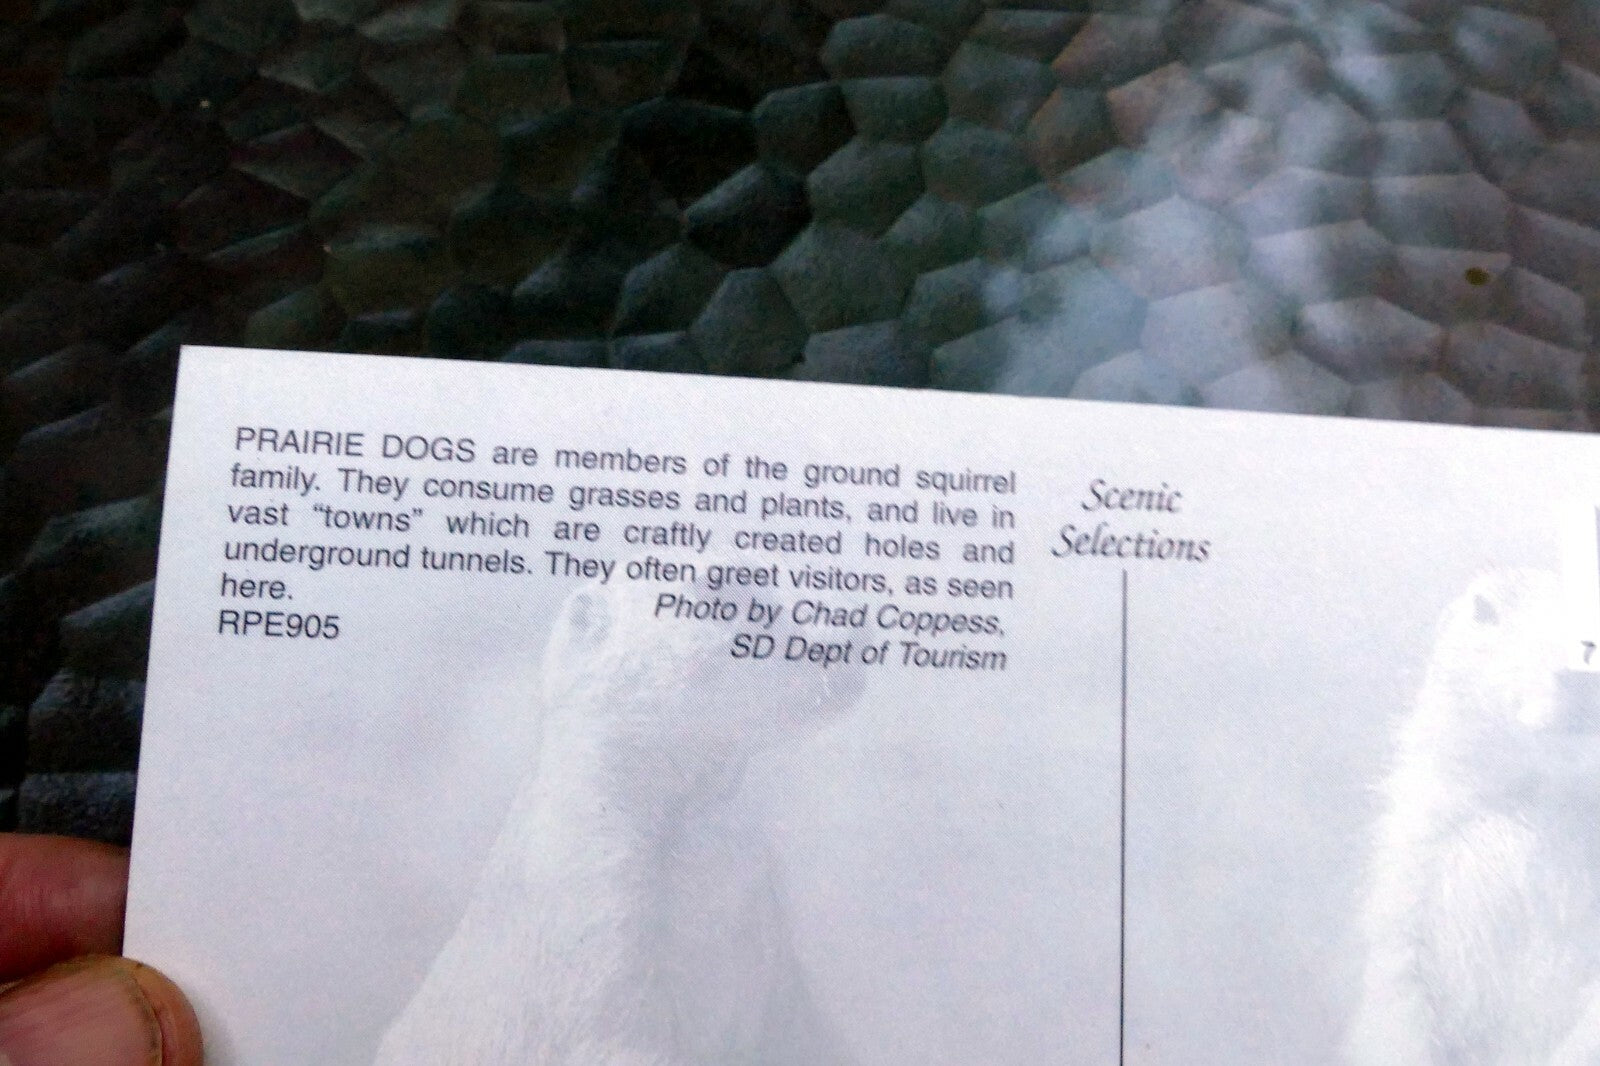 PRAIRIE DOGS are members of the ground squirrel
family. They consume grasses and plants, and live in
vast “towns” which are craftly created holes and
underground tunnels. They often greet visitors, as seen
here.
RPE905
Photo by Chad Coppess,
SD Dept of Tourism
Scenic
Selections
7